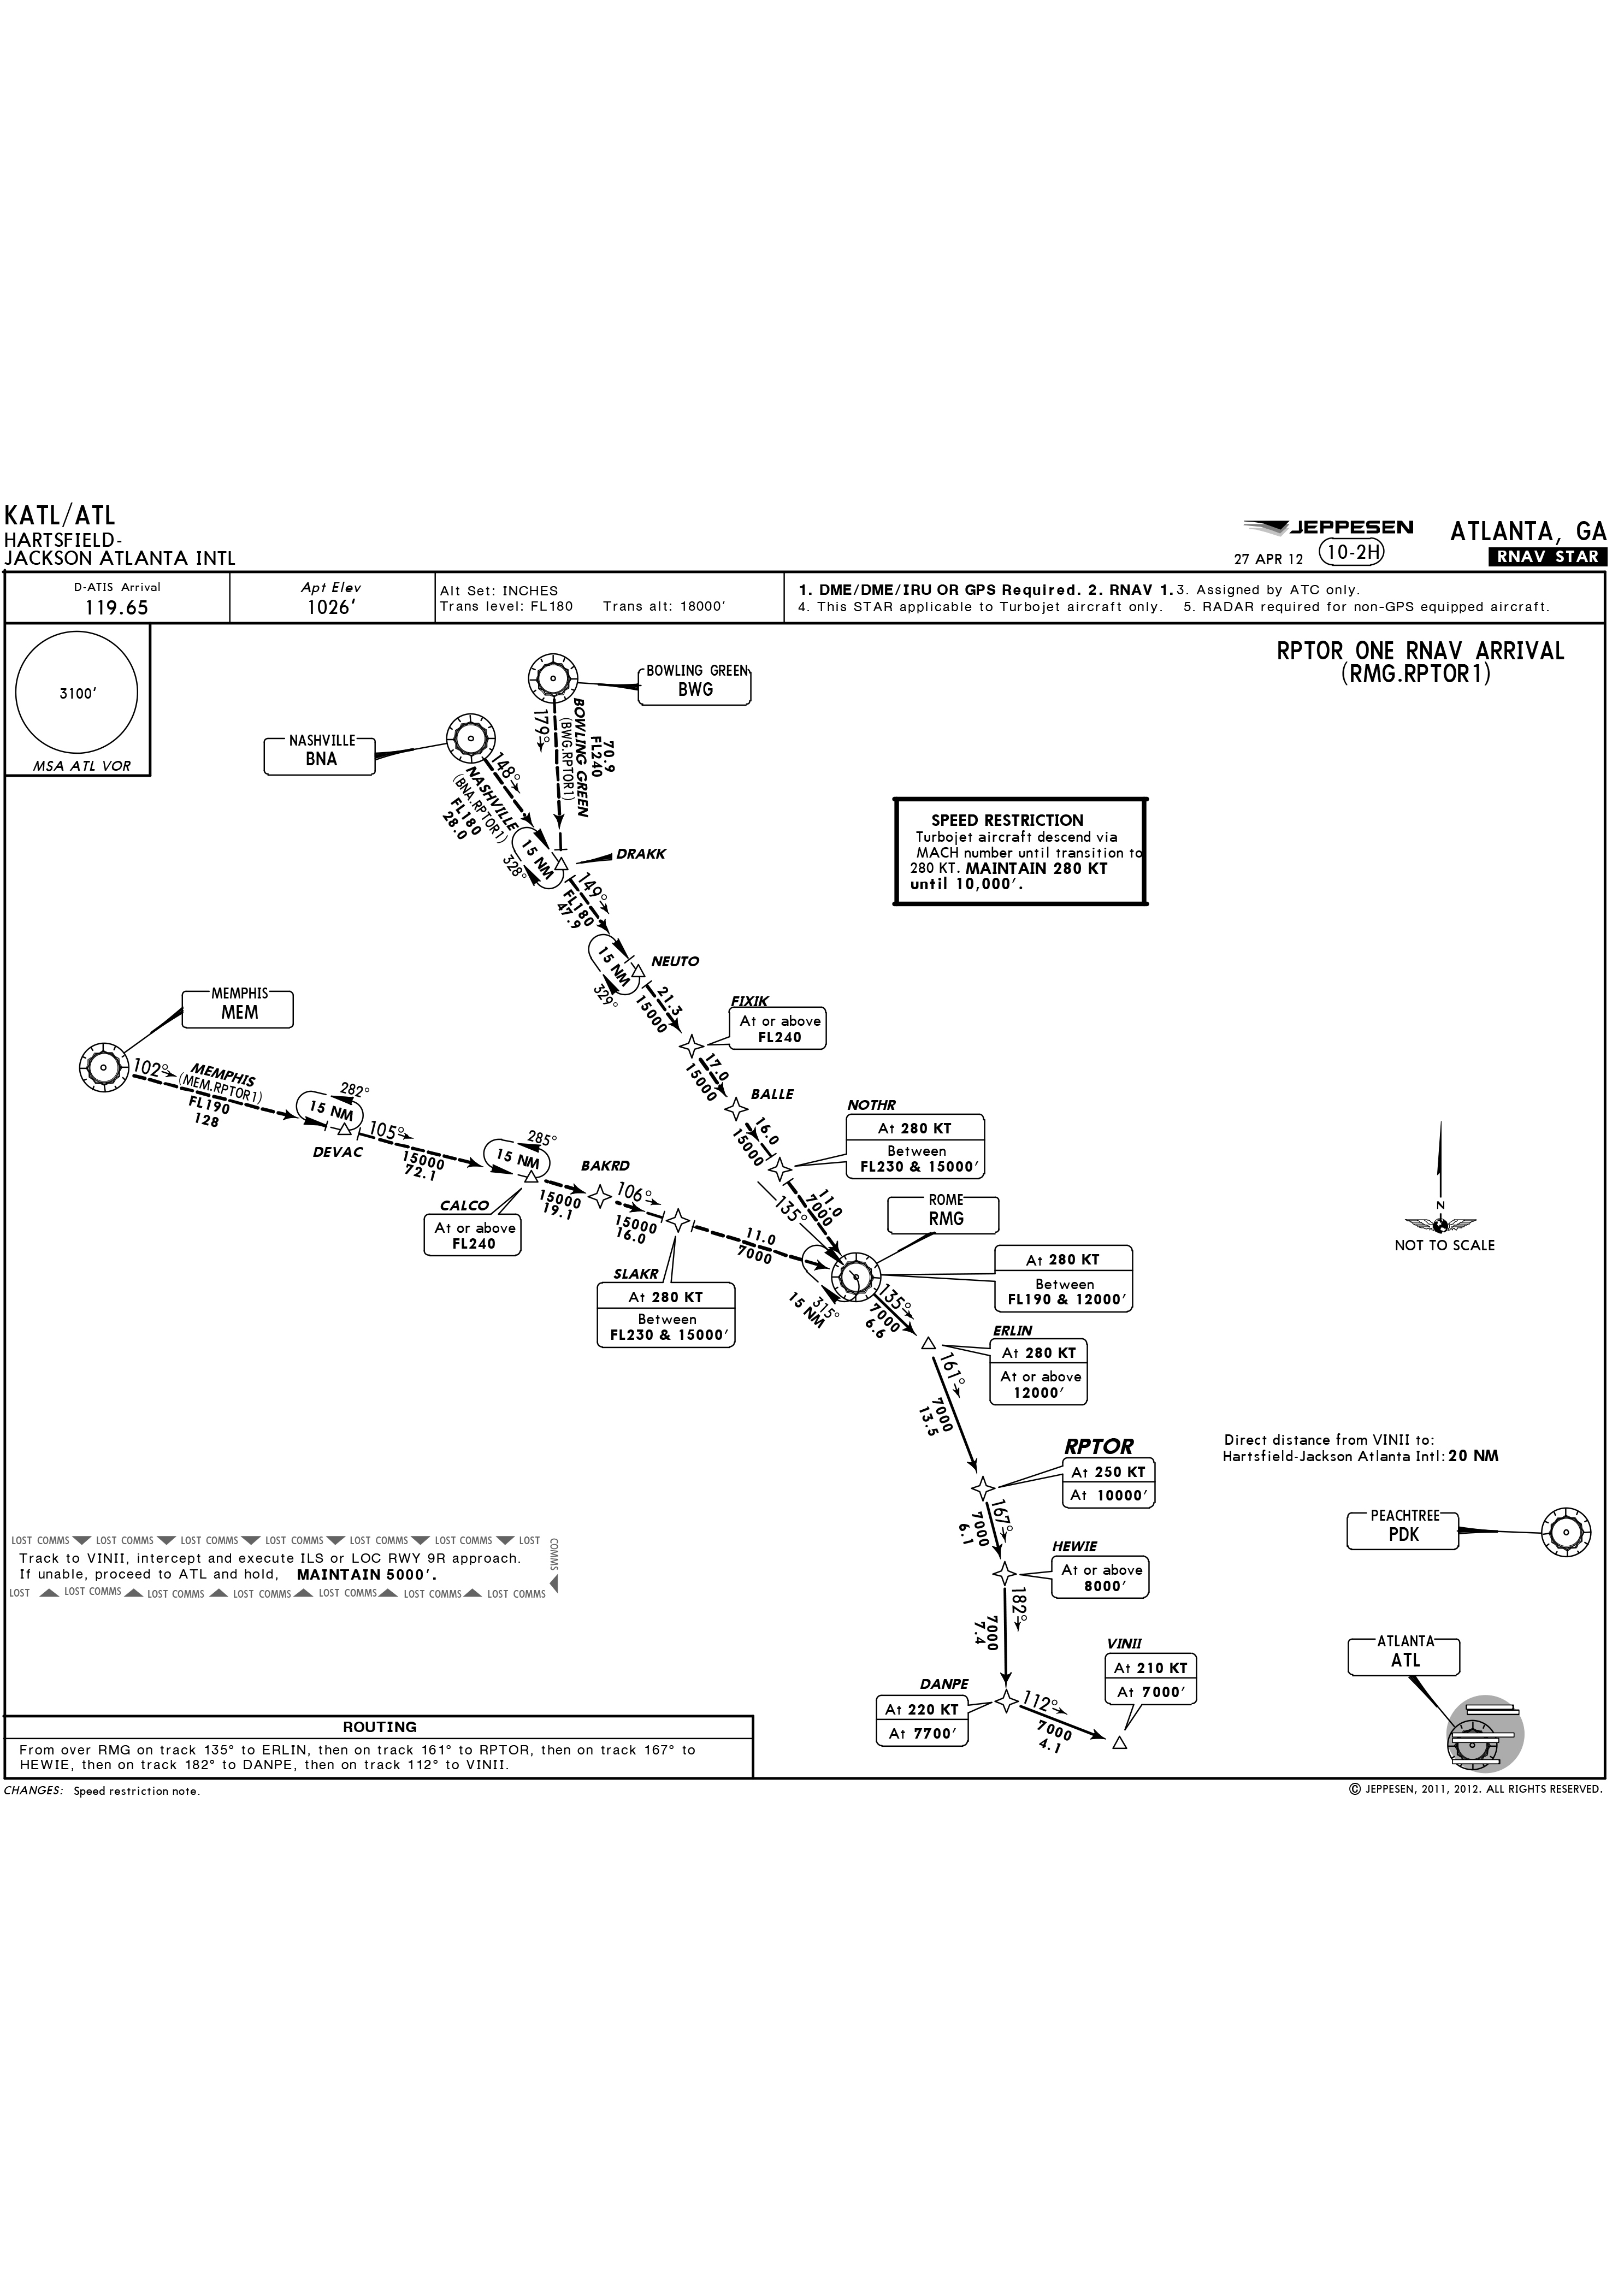 KATL/ATL
HARTSFIELD-
JACKSON ATLANTA INTL
JEPPESEN
27 APR 12
10-2H
ATLANTA, GA
RNAV STAR
D-ATIS Arrival
119.65
Apt Elev
1026'
Alt Set: INCHES
Trans level: FL180 Trans alt: 18000'
1. DME/DME/IRU OR GPS Required. 2. RNAV 1. 3. Assigned by ATC only.
4. This STAR applicable to Turbojet aircraft only. 5. RADAR required for non-GPS equipped aircraft.
3100'
MSA ATL VOR
RPTOR ONE RNAV ARRIVAL
(RMG.RPTOR1)
BOWLING GREEN
BWG
NASHVILLE
BNA
179°
BOWLING GREEN
(BWG.RPTOR1)
70.9
FL240
148°
NASHVILLE
(BNA.RPTOR1)
FL180
28.0
15 NM
328°
DRAKK
149°
FL180
47.9
SPEED RESTRICTION
Turbojet aircraft descend via
MACH number until transition to
280 KT. MAINTAIN 280 KT
until 10,000'.
15 NM
329°
NEUTO
21.3
15000
FIXIK
At or above
FL240
17.0
15000
BALLE
16.0
15000
NOTHR
At 280 KT
Between
FL230 & 15000'
11.0
7000
135°
MEMPHIS
MEM
102°
MEMPHIS
(MEM.RPTOR1)
FL190
128
282°
15 NM
DEVAC
105°
15000
72.1
285°
15 NM
CALCO
At or above
FL240
BAKRD
15000
19.1
106°
15000
16.0
SLAKR
At 280 KT
Between
FL230 & 15000'
11.0
7000
ROME
RMG
At 280 KT
Between
FL190 & 12000'
315°
15 NM
135°
7000
6.6
ERLIN
At 280 KT
At or above
12000'
161°
7000
13.5
RPTOR
At 250 KT
At 10000'
167°
7000
6.1
HEWIE
At or above
8000'
182°
7000
7.4
DANPE
At 220 KT
At 7700'
112°
7000
4.1
VINII
At 210 KT
At 7000'
N
NOT TO SCALE
Direct distance from VINII to:
Hartsfield-Jackson Atlanta Intl: 20 NM
PEACHTREE
PDK
ATLANTA
ATL
LOST COMMS LOST COMMS LOST COMMS LOST COMMS LOST COMMS LOST COMMS LOST
COMMS
Track to VINII, intercept and execute ILS or LOC RWY 9R approach.
If unable, proceed to ATL and hold, MAINTAIN 5000'.
LOST LOST COMMS LOST COMMS LOST COMMS LOST COMMS LOST COMMS LOST COMMS
ROUTING
From over RMG on track 135° to ERLIN, then on track 161° to RPTOR, then on track 167° to
HEWIE, then on track 182° to DANPE, then on track 112° to VINII.
CHANGES: Speed restriction note.
© JEPPESEN, 2011, 2012. ALL RIGHTS RESERVED.